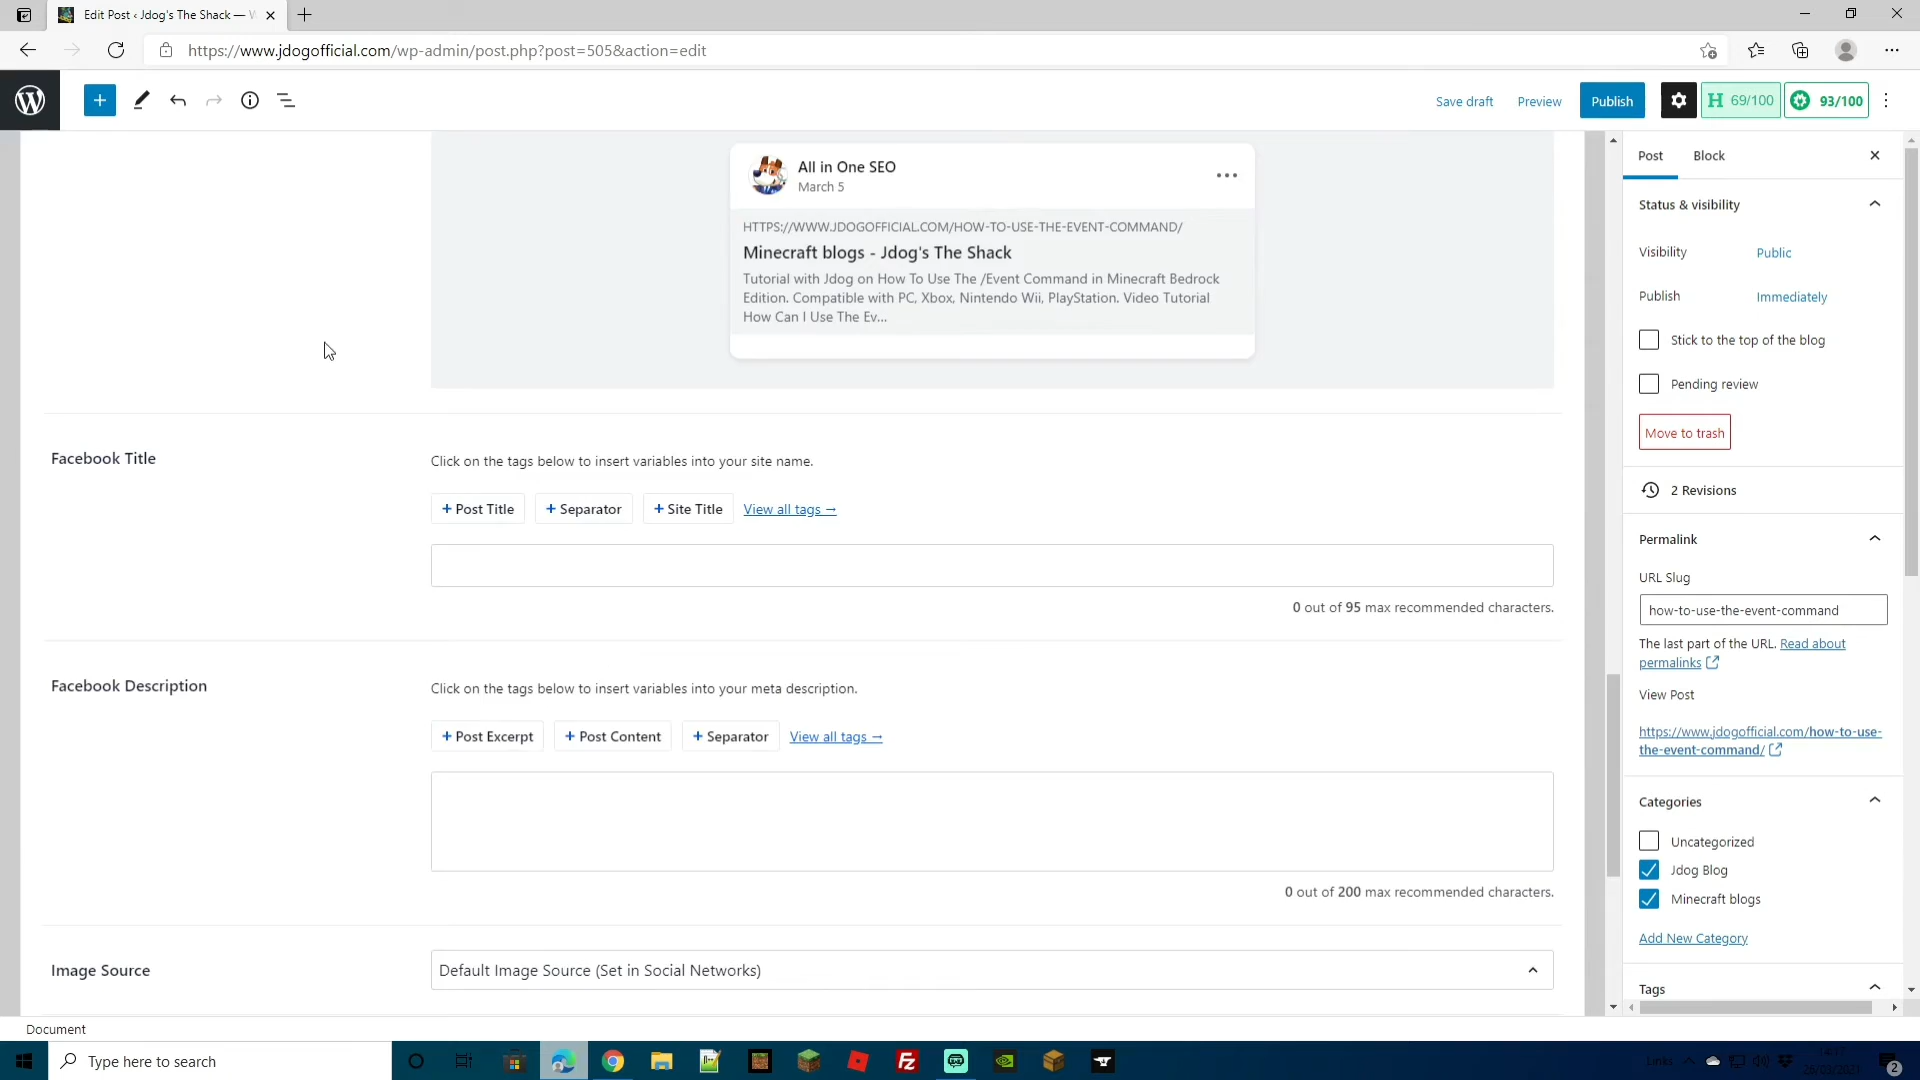 Edit Post ‹ Jdog's The Shack — W
https://www.jdogofficial.com/wp-admin/post.php?post=505&action=edit
Save draft
Preview
Publish
H 69/100
93/100
All in One SEO
March 5
HTTPS://WWW.JDOGOFFICIAL.COM/HOW-TO-USE-THE-EVENT-COMMAND/
Minecraft blogs - Jdog's The Shack
Tutorial with Jdog on How To Use The /Event Command in Minecraft Bedrock
Edition. Compatible with PC, Xbox, Nintendo Wii, PlayStation. Video Tutorial
How Can I Use The Ev...
Facebook Title
Click on the tags below to insert variables into your site name.
+ Post Title
+ Separator
+ Site Title
View all tags →
0 out of 95 max recommended characters.
Facebook Description
Click on the tags below to insert variables into your meta description.
+ Post Excerpt
+ Post Content
+ Separator
View all tags →
0 out of 200 max recommended characters.
Image Source
Default Image Source (Set in Social Networks)
Post
Block
Status & visibility
Visibility
Public
Publish
Immediately
Stick to the top of the blog
Pending review
Move to trash
2 Revisions
Permalink
URL Slug
how-to-use-the-event-command
The last part of the URL. Read about
permalinks
View Post
https://www.jdogofficial.com/how-to-use-
the-event-command/
Categories
Uncategorized
Jdog Blog
Minecraft blogs
Add New Category
Tags
Document
Type here to search
Links
2